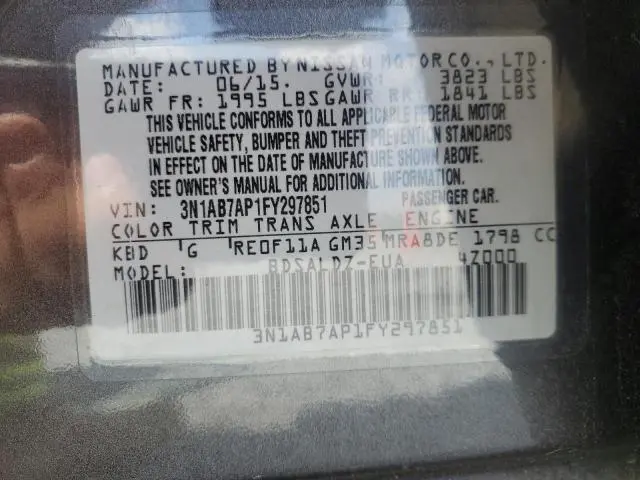 MANUFACTURED BY NISSAN MOTOR CO., LTD.
DATE: 06/15. GVWR: 3823 LBS
GAWR FR: 1995 LBS GAWR RR: 1841 LBS
THIS VEHICLE CONFORMS TO ALL APPLICABLE FEDERAL MOTOR
VEHICLE SAFETY, BUMPER AND THEFT PREVENTION STANDARDS
IN EFFECT ON THE DATE OF MANUFACTURE SHOWN ABOVE.
SEE OWNER'S MANUAL FOR ADDITIONAL INFORMATION.
VIN: 3N1AB7AP1FY297851 PASSENGER CAR.
COLOR TRIM TRANS AXLE ENGINE
KBD G RE0F11A GM35 MRA8DE 1798 CC
MODEL: BDSALDZ-EUA 4Z000
3N1AB7AP1FY297851